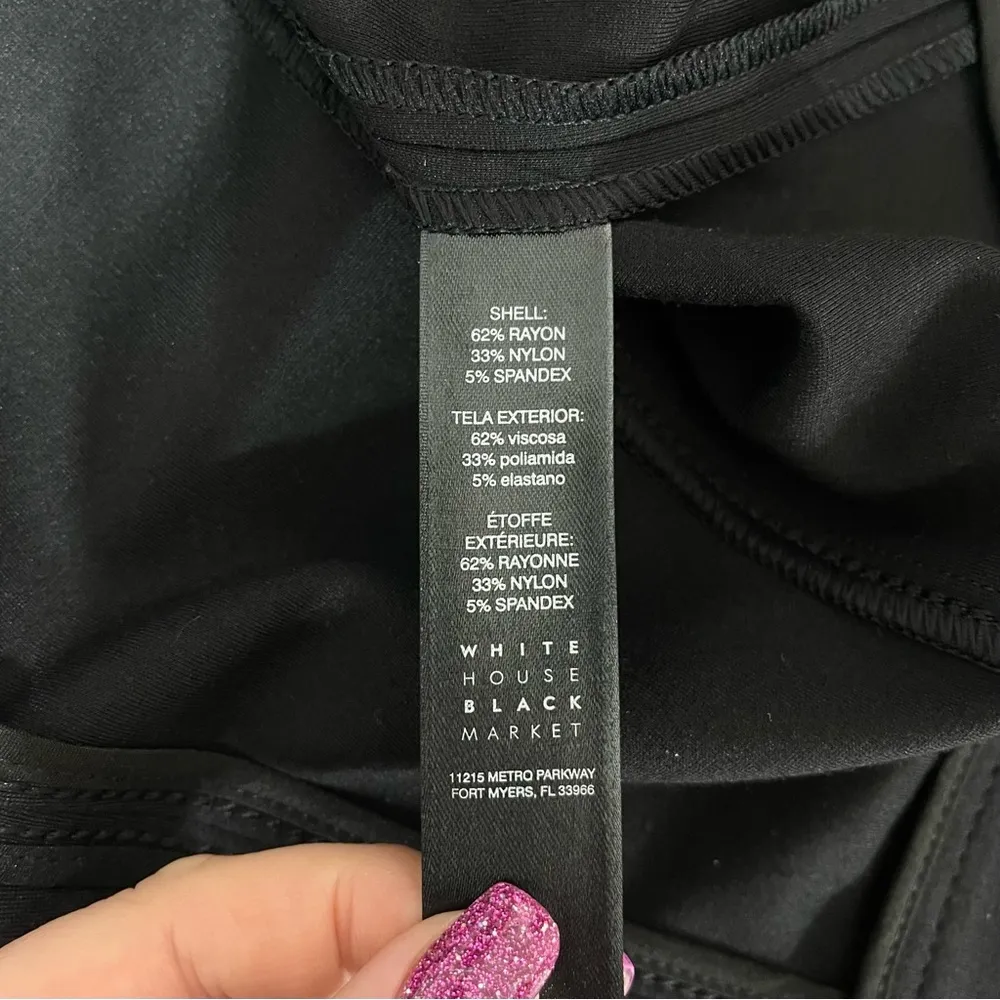 SHELL:
62% RAYON
33% NYLON
5% SPANDEX
TELA EXTERIOR:
62% viscosa
33% poliamida
5% elastano
ÉTOFFE
EXTÉRIEURE:
62% RAYONNE
33% NYLON
5% SPANDEX
WHITE
HOUSE
BLACK
MARKET
11215 METRO PARKWAY
FORT MYERS, FL 33966